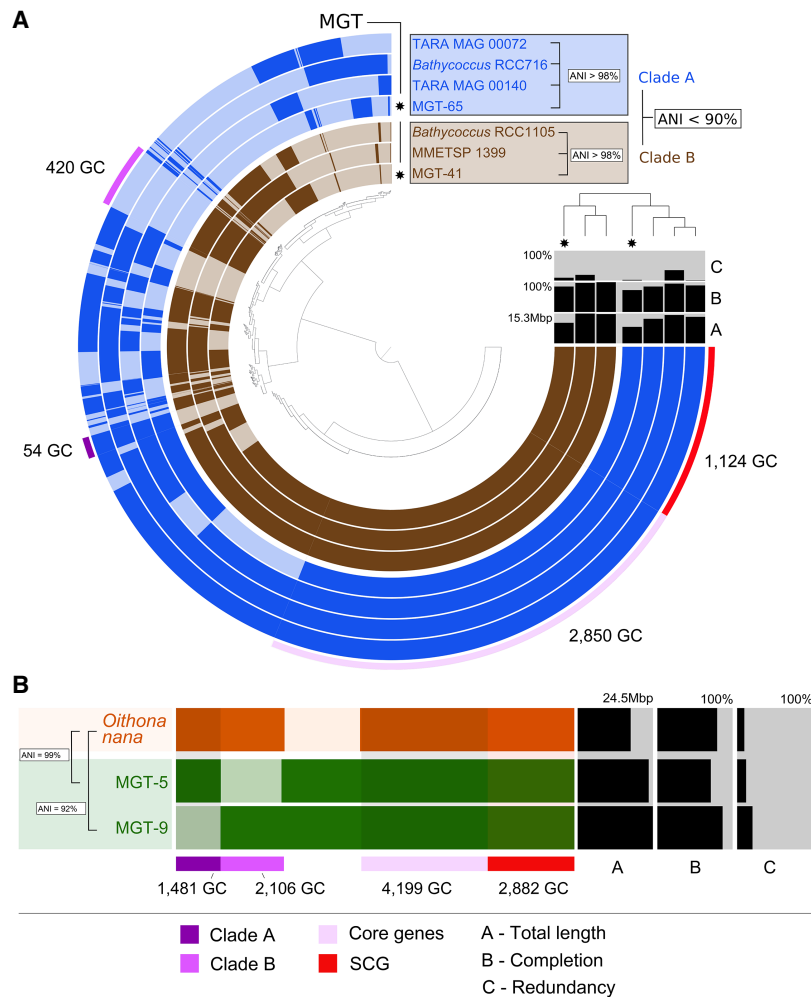 A
MGT
TARA MAG 00072
Bathycoccus RCC716
TARA MAG 00140
MGT-65
ANI > 98%
Bathycoccus RCC1105
MMETSP 1399
MGT-41
ANI > 98%
Clade A
ANI < 90%
Clade B
420 GC
100%
C
100%
B
15.3Mbp
A
54 GC
1,124 GC
2,850 GC
B
24.5Mbp
100%
100%
Oithona
nana
ANI = 99%
MGT-5
ANI = 92%
MGT-9
A
B
C
1,481 GC
2,106 GC
4,199 GC
2,882 GC
Clade A
Core genes
A - Total length
Clade B
SCG
B - Completion
C - Redundancy